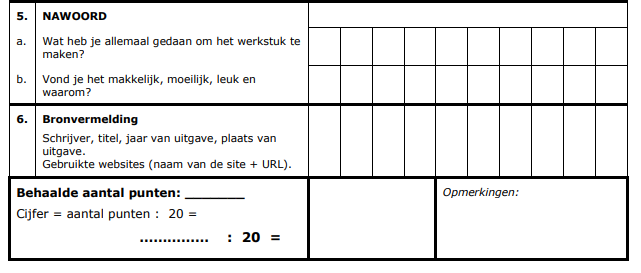 5. NAWOORD
a. Wat heb je allemaal gedaan om het werkstuk te
maken?
b. Vond je het makkelijk, moeilijk, leuk en
waarom?
6. Bronvermelding
Schrijver, titel, jaar van uitgave, plaats van
uitgave.
Gebruikte websites (naam van de site + URL).
Behaalde aantal punten: ________
Cijfer = aantal punten : 20 =
............... : 20 =
Opmerkingen: